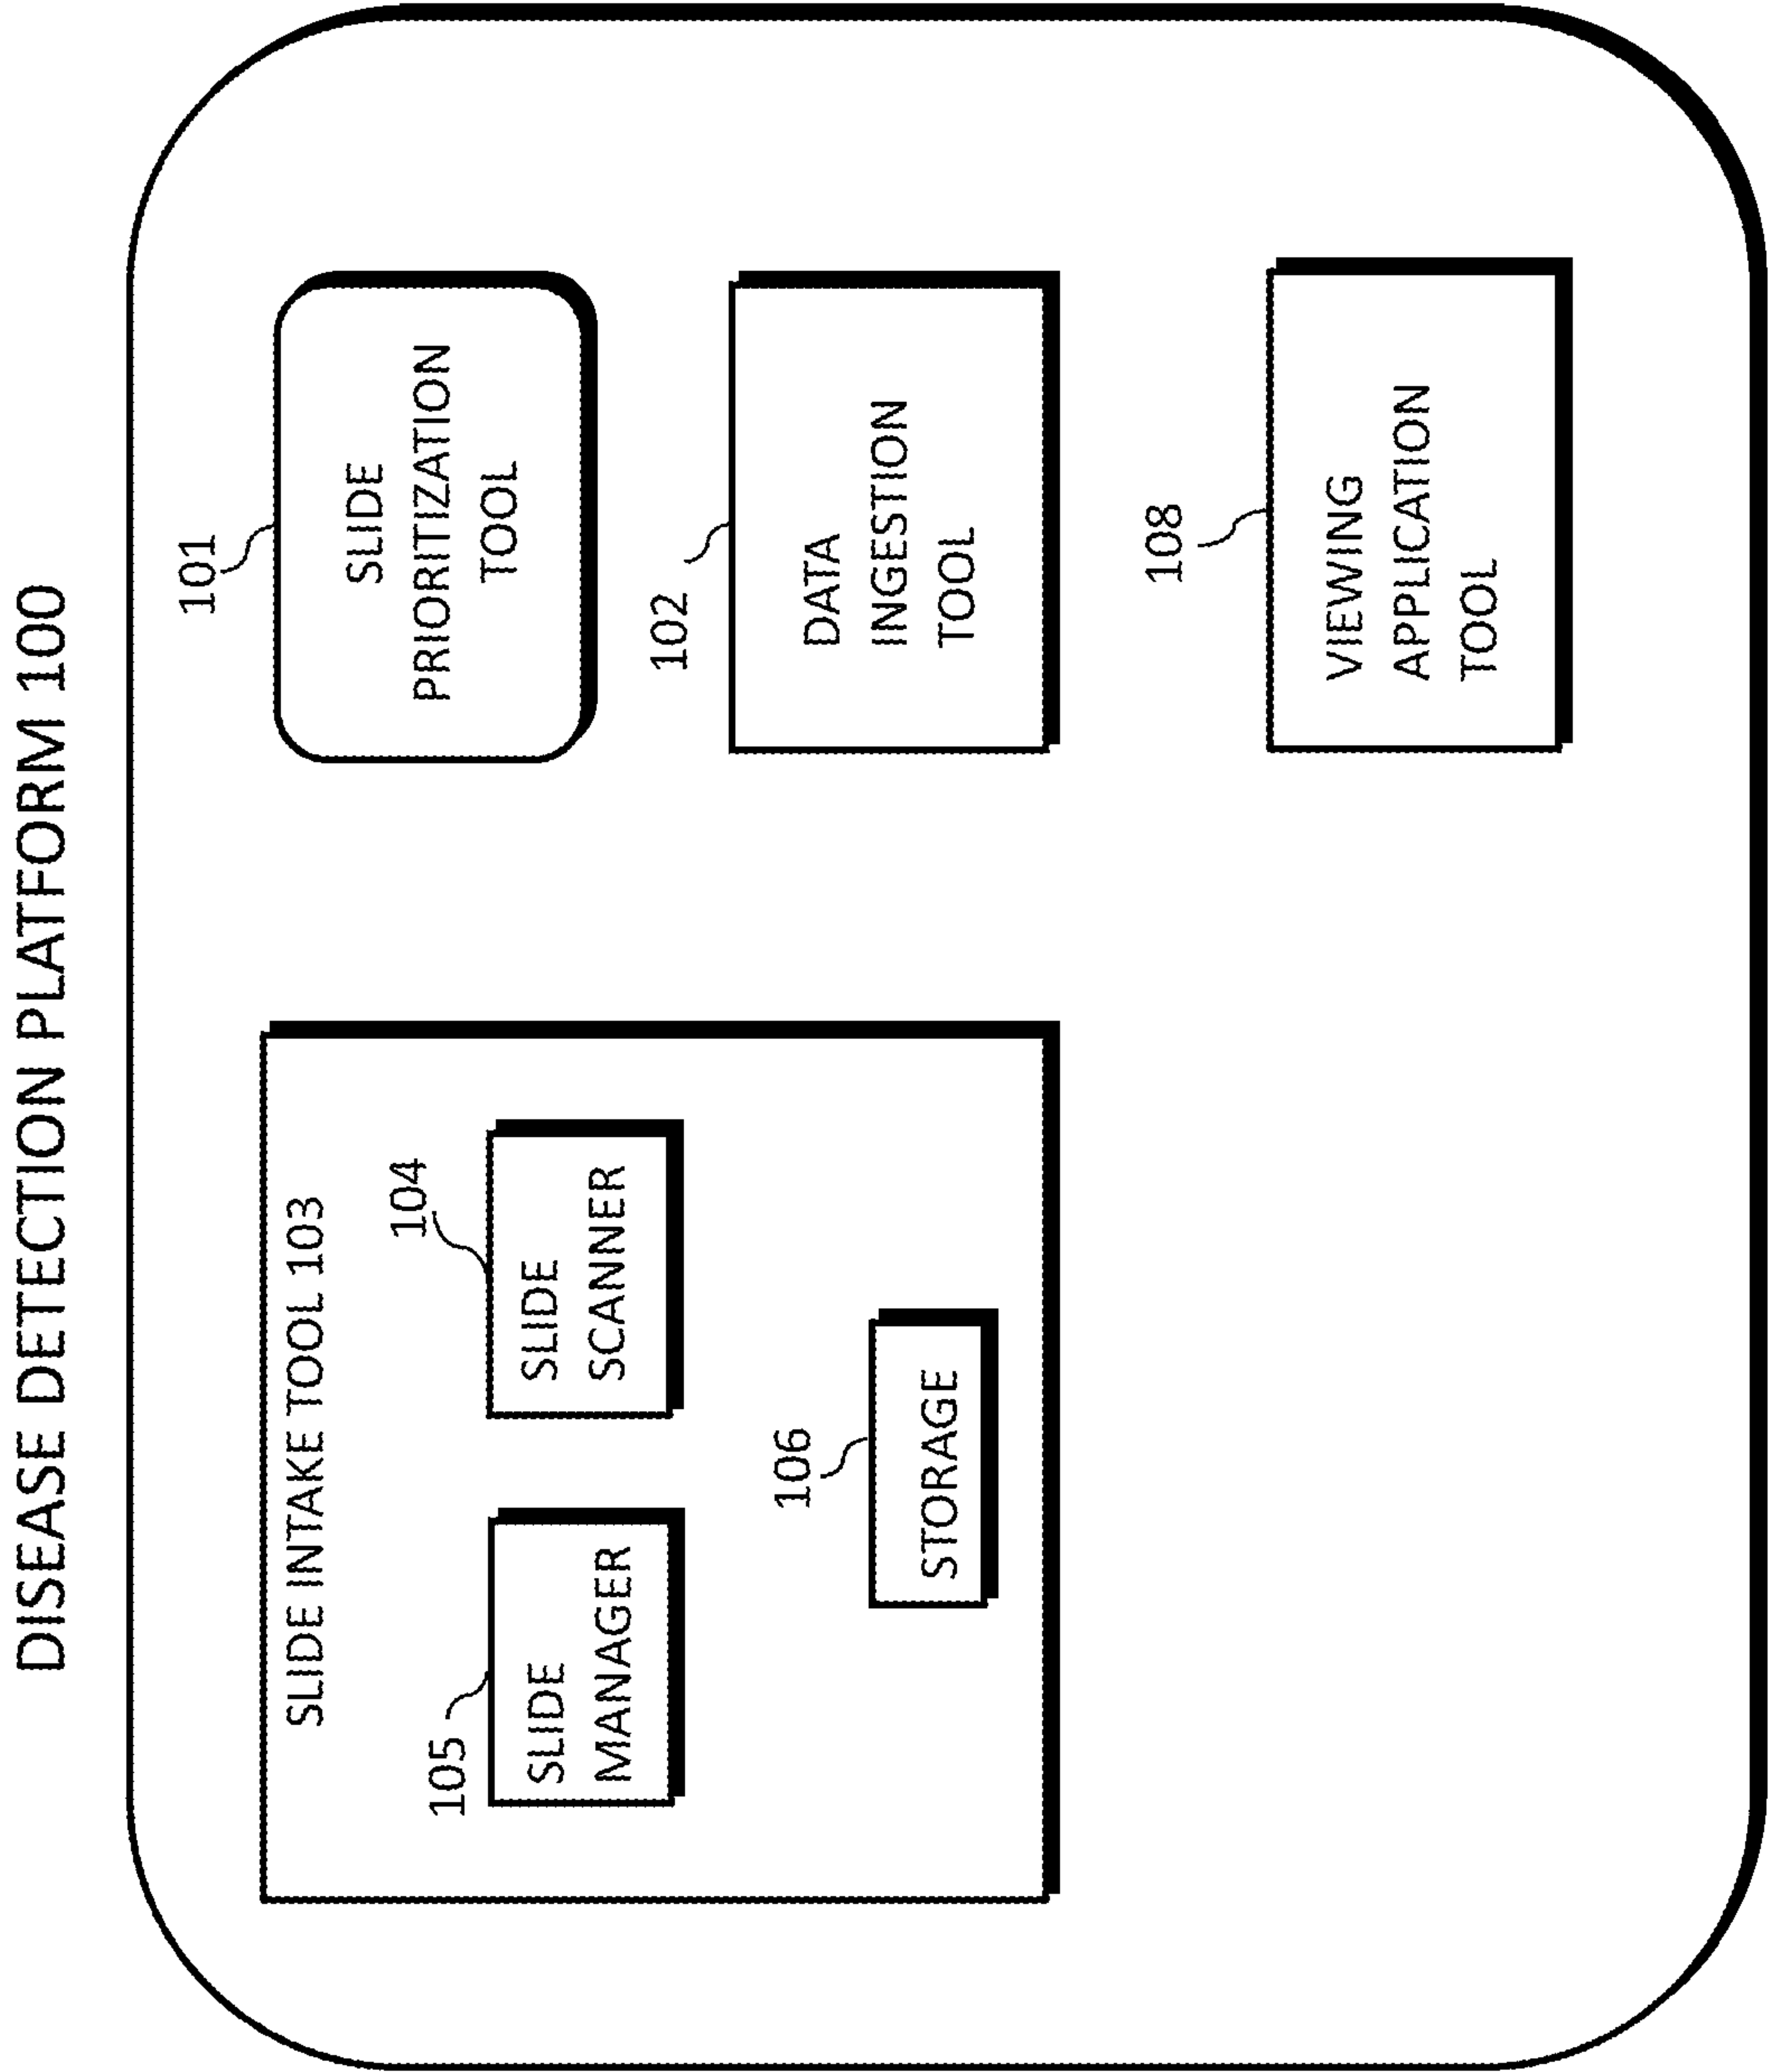 DISEASE DETECTION PLATFORM 100
SLIDE INTAKE TOOL 103
105
SLIDE
MANAGER
104
SLIDE
SCANNER
106
STORAGE
101
SLIDE
PRIORITIZATION
TOOL
102
DATA
INGESTION
TOOL
108
VIEWING
APPLICATION
TOOL